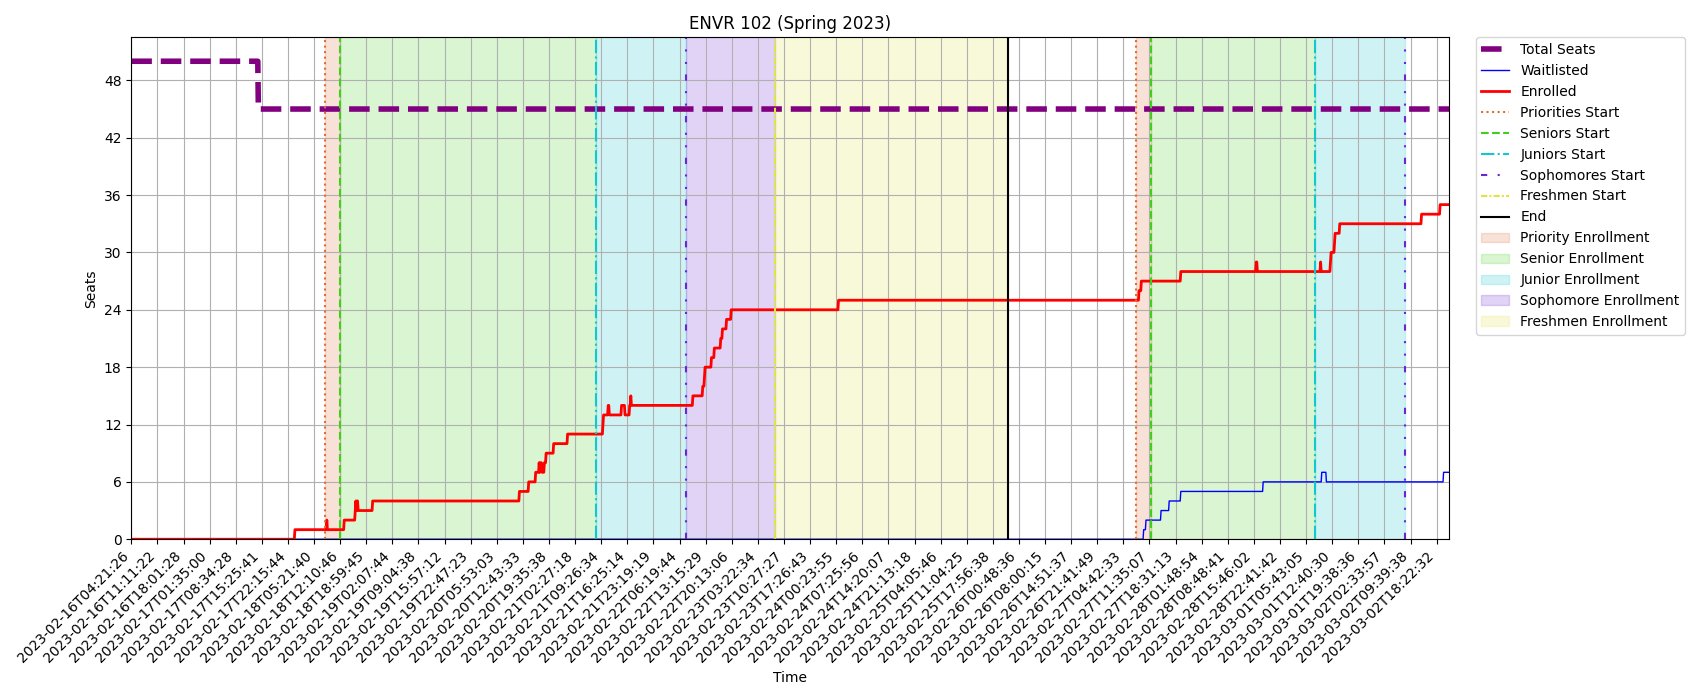 ENVR 102 (Spring 2023)
Seats
48
42
36
30
24
18
12
6
0
2023-02-16T04:21:26
2023-02-16T11:11:22
2023-02-16T18:01:28
2023-02-17T01:35:00
2023-02-17T08:34:28
2023-02-17T15:25:41
2023-02-17T22:15:44
2023-02-18T05:21:40
2023-02-18T12:10:46
2023-02-18T18:59:45
2023-02-19T02:07:44
2023-02-19T09:04:38
2023-02-19T15:57:12
2023-02-19T22:47:23
2023-02-20T05:53:03
2023-02-20T12:43:33
2023-02-20T19:35:38
2023-02-21T02:27:18
2023-02-21T09:26:34
2023-02-21T16:25:14
2023-02-21T23:19:19
2023-02-22T06:19:44
2023-02-22T13:15:29
2023-02-22T20:13:06
2023-02-23T03:22:34
2023-02-23T10:27:27
2023-02-23T17:26:43
2023-02-24T00:23:55
2023-02-24T07:25:56
2023-02-24T14:20:07
2023-02-24T21:13:18
2023-02-25T04:05:46
2023-02-25T11:04:25
2023-02-25T17:56:38
2023-02-26T00:48:36
2023-02-26T08:00:15
2023-02-26T14:51:37
2023-02-26T21:41:49
2023-02-27T04:42:33
2023-02-27T11:35:07
2023-02-27T18:31:13
2023-02-28T01:48:54
2023-02-28T08:48:41
2023-02-28T15:46:02
2023-02-28T22:41:42
2023-03-01T05:43:05
2023-03-01T12:40:30
2023-03-01T19:38:36
2023-03-02T02:33:57
2023-03-02T09:39:38
2023-03-02T18:22:32
Time
Total Seats
Waitlisted
Enrolled
Priorities Start
Seniors Start
Juniors Start
Sophomores Start
Freshmen Start
End
Priority Enrollment
Senior Enrollment
Junior Enrollment
Sophomore Enrollment
Freshmen Enrollment